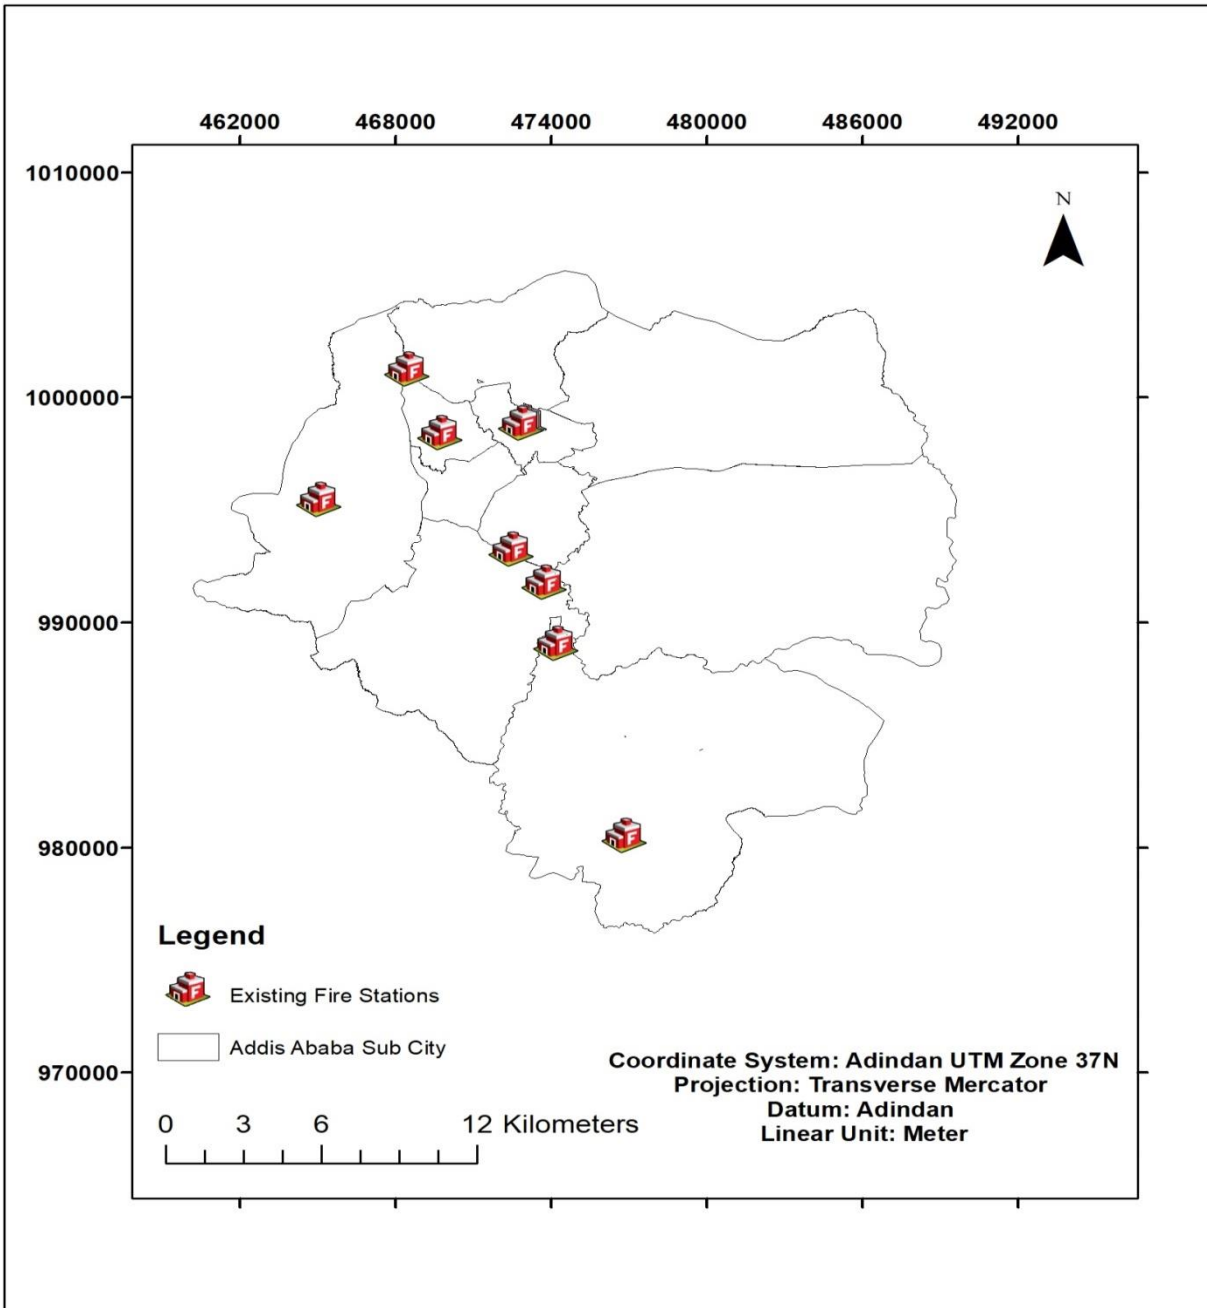 462000 468000 474000 480000 486000 492000
1010000
N
1000000
990000
980000
Legend
Existing Fire Stations
Addis Ababa Sub City
970000
Coordinate System: Adindan UTM Zone 37N
Projection: Transverse Mercator
Datum: Adindan
Linear Unit: Meter
0 3 6 12 Kilometers
F
F
F
F
F
F
F
F
F